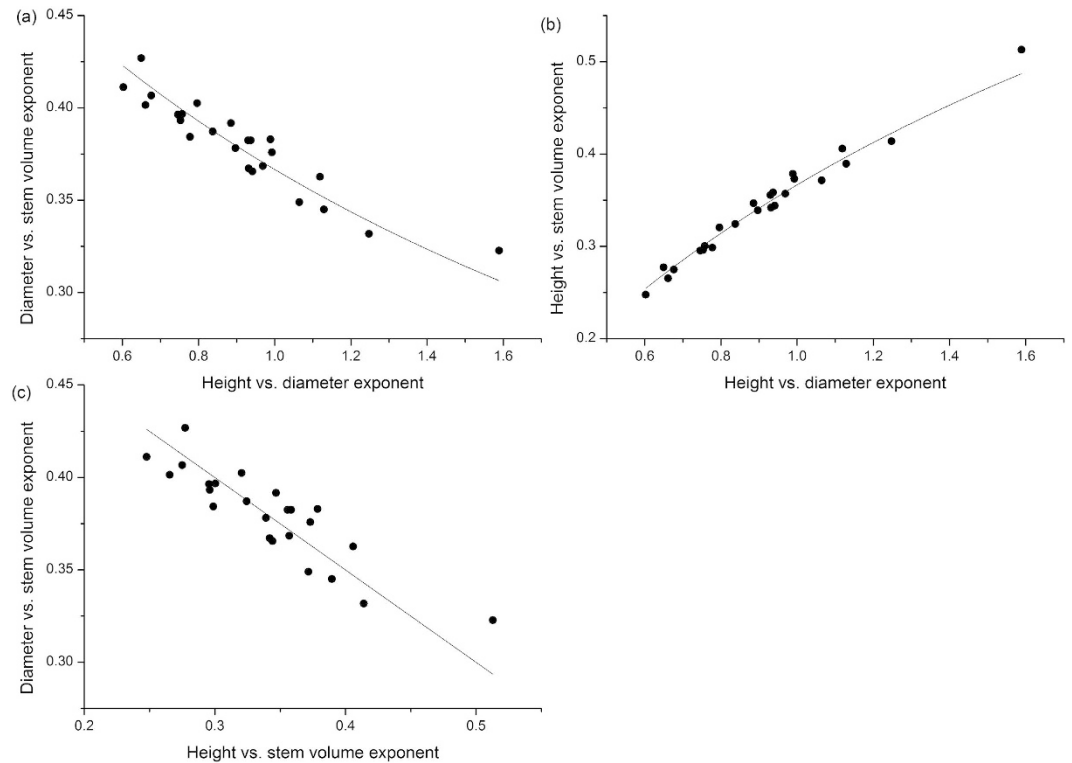 (a)
0.45
0.40
0.35
0.30
Diameter vs. stem volume exponent
0.6 0.8 1.0 1.2 1.4 1.6
Height vs. diameter exponent
(b)
0.5
0.4
0.3
0.2
Height vs. stem volume exponent
0.6 0.8 1.0 1.2 1.4 1.6
Height vs. diameter exponent
(c)
0.45
0.40
0.35
0.30
Diameter vs. stem volume exponent
0.2 0.3 0.4 0.5
Height vs. stem volume exponent